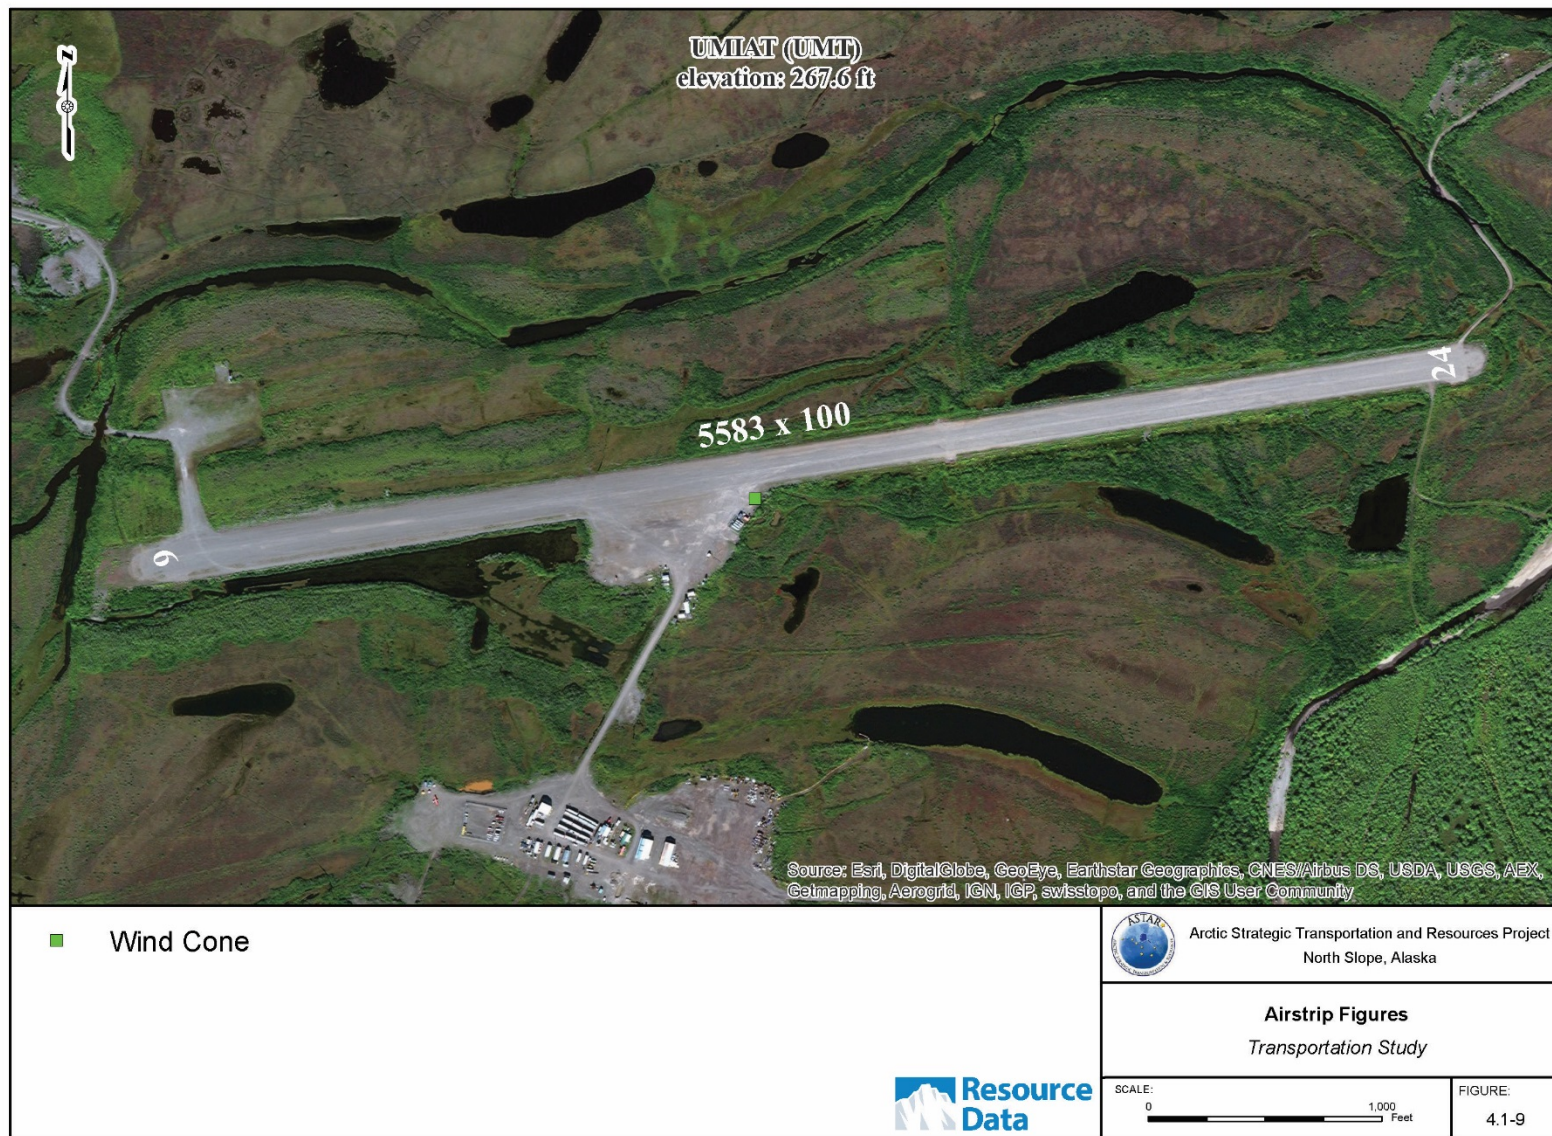 N
UMIAT (UMT)
elevation: 267.6 ft
24
5583 x 100
6
Source: Esri, DigitalGlobe, GeoEye, Earthstar Geographics, CNES/Airbus DS, USDA, USGS, AEX,
Getmapping, Aerogrid, IGN, IGP, swisstopo, and the GIS User Community
Wind Cone
ASTAR
Arctic Strategic Transportation and Resources Project
North Slope, Alaska
Airstrip Figures
Transportation Study
Resource
Data
SCALE:
0
1,000
Feet
FIGURE:
4.1-9